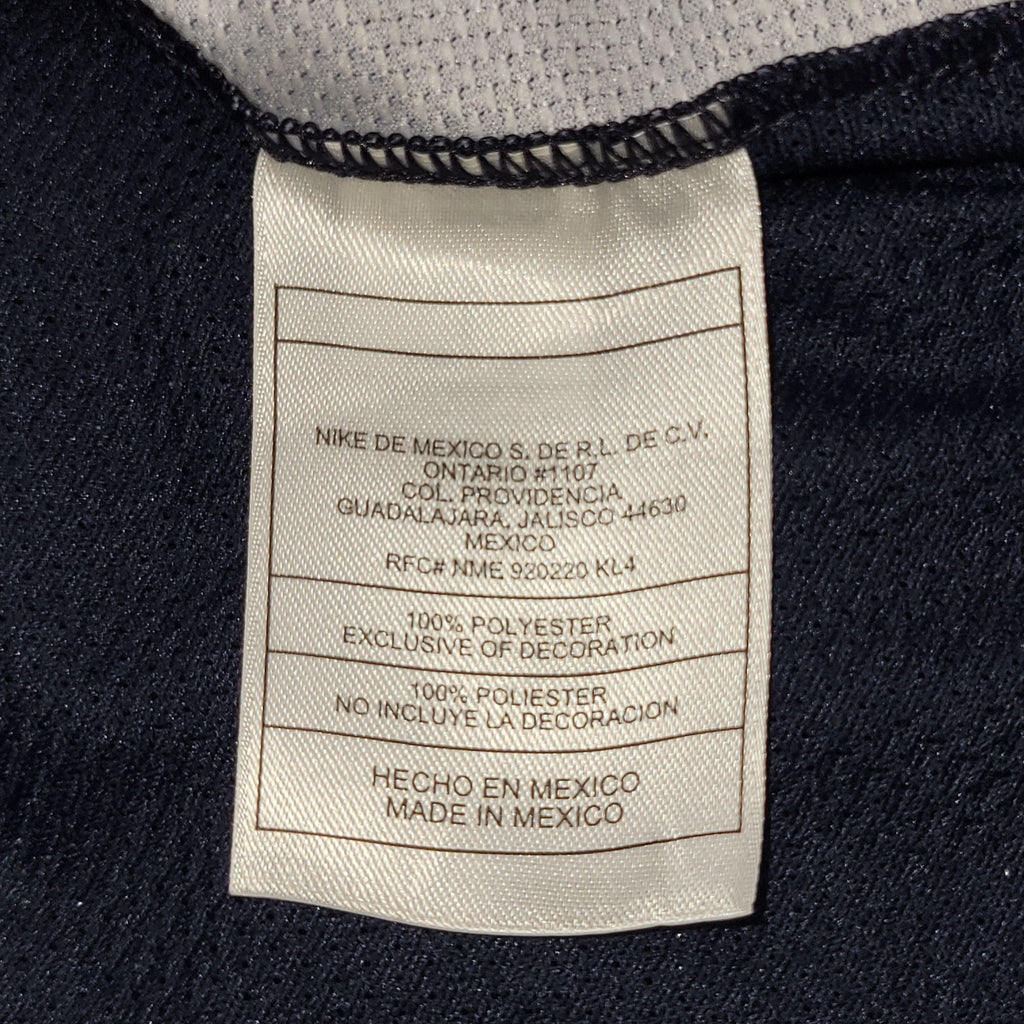 NIKE DE MEXICO S. DE R.L. DE C.V.
ONTARIO #1107
COL. PROVIDENCIA
GUADALAJARA, JALISCO 44630
MEXICO
RFC# NME 920220 KL4
100% POLYESTER
EXCLUSIVE OF DECORATION
100% POLIESTER
NO INCLUYE LA DECORACION
HECHO EN MEXICO
MADE IN MEXICO